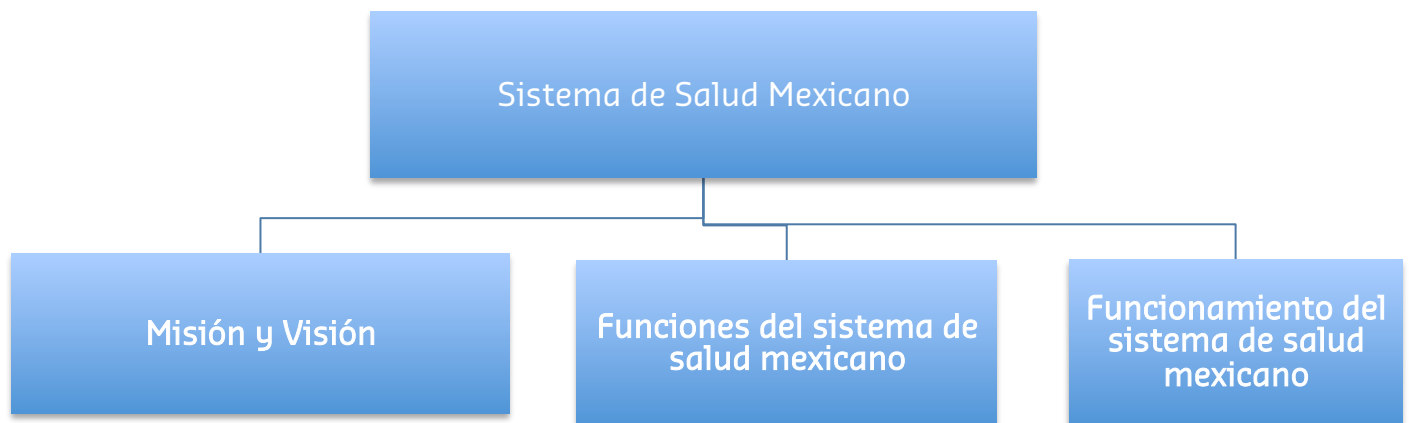 Sistema de Salud Mexicano
Misión y Visión
Funciones del sistema de
salud mexicano
Funcionamiento del
sistema de salud
mexicano